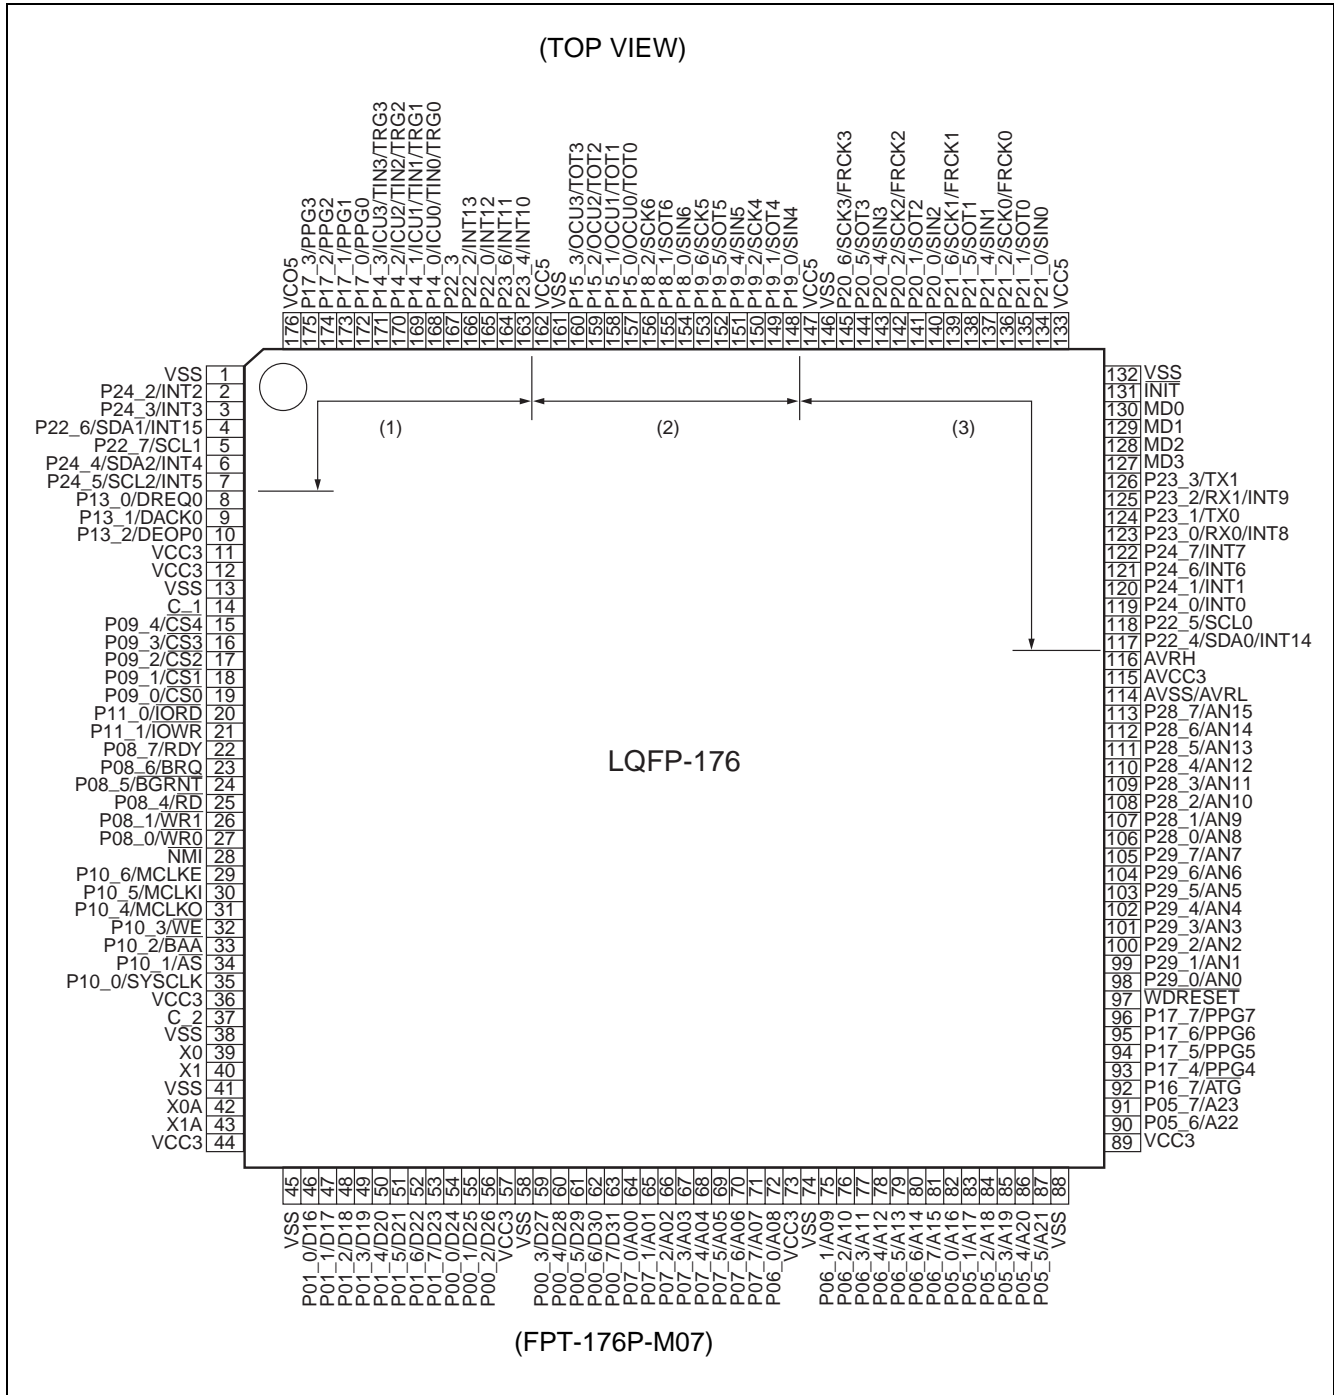 (TOP VIEW)
176 VCO5
175 P17_3/PPG3
174 P17_2/PPG2
173 P17_1/PPG1
172 P17_0/PPG0
171 P14_3/ICU3/TIN3/TRG3
170 P14_2/ICU2/TIN2/TRG2
169 P14_1/ICU1/TIN1/TRG1
168 P14_0/ICU0/TIN0/TRG0
167 P22_3
166 P22_2/INT13
165 P22_0/INT12
164 P23_6/INT11
163 P23_4/INT10
162 VCC5
161 VSS
160 P15_3/OCU3/TOT3
159 P15_2/OCU2/TOT2
158 P15_1/OCU1/TOT1
157 P15_0/OCU0/TOT0
156 P18_2/SCK6
155 P18_1/SOT6
154 P18_0/SIN6
153 P19_6/SCK5
152 P19_5/SOT5
151 P19_4/SIN5
150 P19_2/SCK4
149 P19_1/SOT4
148 P19_0/SIN4
147 VCC5
146 VSS
145 P20_6/SCK3/FRCK3
144 P20_5/SOT3
143 P20_4/SIN3
142 P20_2/SCK2/FRCK2
141 P20_1/SOT2
140 P20_0/SIN2
139 P21_6/SCK1/FRCK1
138 P21_5/SOT1
137 P21_4/SIN1
136 P21_2/SCK0/FRCK0
135 P21_1/SOT0
134 P21_0/SIN0
133 VCC5
VSS 1
P24_2/INT2 2
P24_3/INT3 3
P22_6/SDA1/INT15 4
P22_7/SCL1 5
P24_4/SDA2/INT4 6
P24_5/SCL2/INT5 7
P13_0/DREQ0 8
P13_1/DACK0 9
P13_2/DEOP0 10
VCC3 11
VCC3 12
VSS 13
C_1 14
P09_4/CS4 15
P09_3/CS3 16
P09_2/CS2 17
P09_1/CS1 18
P09_0/CS0 19
P11_0/IORD 20
P11_1/IOWR 21
P08_7/RDY 22
P08_6/BRQ 23
P08_5/BGRNT 24
P08_4/RD 25
P08_1/WR1 26
P08_0/WR0 27
NMI 28
P10_6/MCLKE 29
P10_5/MCLKI 30
P10_4/MCLKO 31
P10_3/WE 32
P10_2/BAA 33
P10_1/AS 34
P10_0/SYSCLK 35
VCC3 36
C_2 37
VSS 38
X0 39
X1 40
VSS 41
X0A 42
X1A 43
VCC3 44
(1)
(2)
(3)
LQFP-176
132 VSS
131 INIT
130 MD0
129 MD1
128 MD2
127 MD3
126 P23_3/TX1
125 P23_2/RX1/INT9
124 P23_1/TX0
123 P23_0/RX0/INT8
122 P24_7/INT7
121 P24_6/INT6
120 P24_1/INT1
119 P24_0/INT0
118 P22_5/SCL0
117 P22_4/SDA0/INT14
116 AVRH
115 AVCC3
114 AVSS/AVRL
113 P28_7/AN15
112 P28_6/AN14
111 P28_5/AN13
110 P28_4/AN12
109 P28_3/AN11
108 P28_2/AN10
107 P28_1/AN9
106 P28_0/AN8
105 P29_7/AN7
104 P29_6/AN6
103 P29_5/AN5
102 P29_4/AN4
101 P29_3/AN3
100 P29_2/AN2
99 P29_1/AN1
98 P29_0/AN0
97 WDRESET
96 P17_7/PPG7
95 P17_6/PPG6
94 P17_5/PPG5
93 P17_4/PPG4
92 P16_7/ATG
91 P05_7/A23
90 P05_6/A22
89 VCC3
45 VSS
46 P01_0/D16
47 P01_1/D17
48 P01_2/D18
49 P01_3/D19
50 P01_4/D20
51 P01_5/D21
52 P01_6/D22
53 P01_7/D23
54 P00_0/D24
55 P00_1/D25
56 P00_2/D26
57 VCC3
58 VSS
59 P00_3/D27
60 P00_4/D28
61 P00_5/D29
62 P00_6/D30
63 P00_7/D31
64 P07_0/A00
65 P07_1/A01
66 P07_2/A02
67 P07_3/A03
68 P07_4/A04
69 P07_5/A05
70 P07_6/A06
71 P07_7/A07
72 P06_0/A08
73 VCC3
74 VSS
75 P06_1/A09
76 P06_2/A10
77 P06_3/A11
78 P06_4/A12
79 P06_5/A13
80 P06_6/A14
81 P06_7/A15
82 P05_0/A16
83 P05_1/A17
84 P05_2/A18
85 P05_3/A19
86 P05_4/A20
87 P05_5/A21
88 VSS
(FPT-176P-M07)